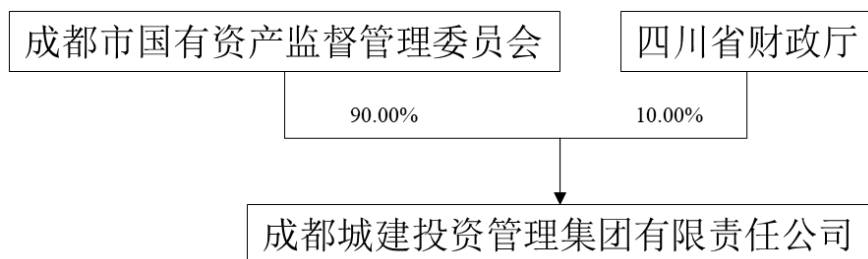 成都市国有资产监督管理委员会
四川省财政厅
90.00%
10.00%
成都城建投资管理集团有限责任公司